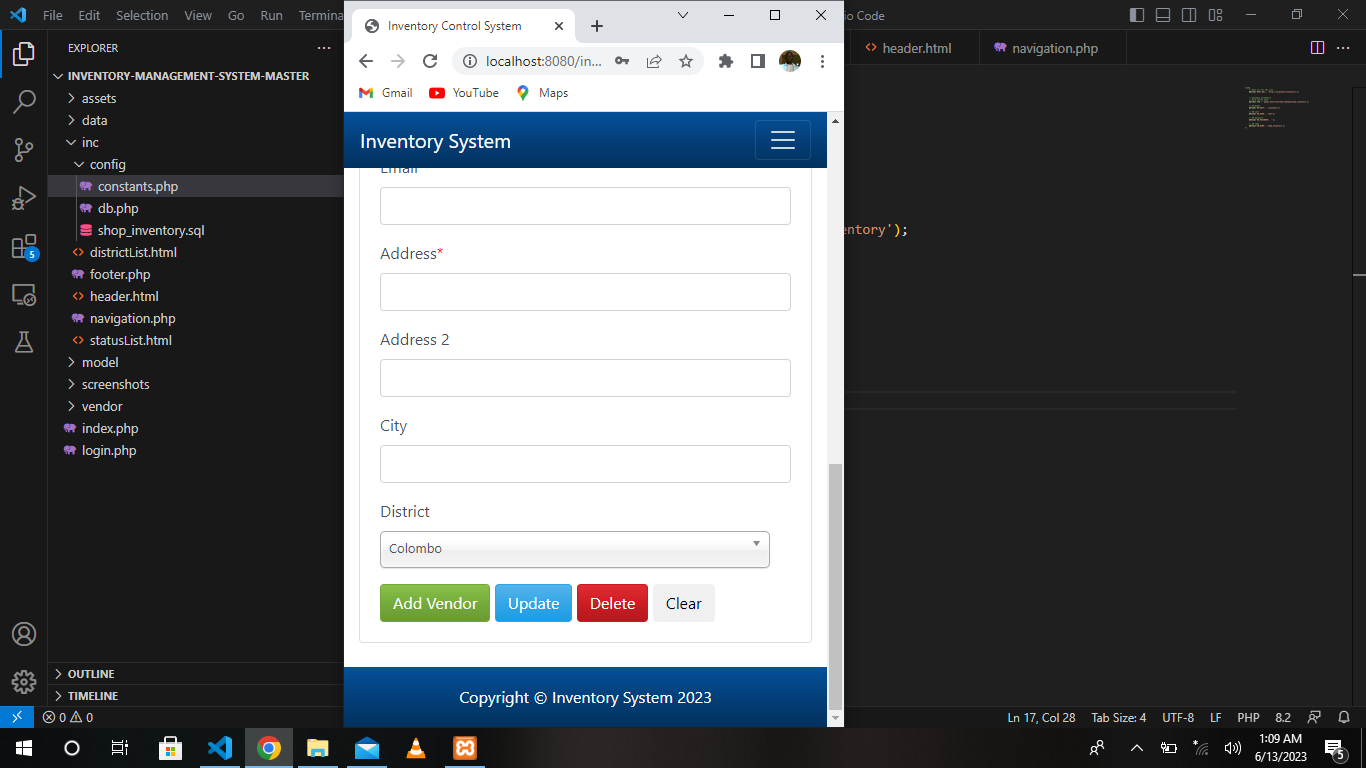 File Edit Selection View Go Run Termina
io Code
EXPLORER
INVENTORY-MANAGEMENT-SYSTEM-MASTER
assets
data
inc
config
constants.php
db.php
shop_inventory.sql
districtList.html
footer.php
header.html
navigation.php
statusList.html
model
screenshots
vendor
index.php
login.php
OUTLINE
TIMELINE
5
Inventory Control System
localhost:8080/in...
Gmail YouTube Maps
Inventory System
Email
Address*
Address 2
City
District
Colombo
Add Vendor Update Delete Clear
Copyright © Inventory System 2023
header.html navigation.php
entory');
0 0
Ln 17, Col 28 Tab Size: 4 UTF-8 LF PHP 8.2
1:09 AM
6/13/2023
5